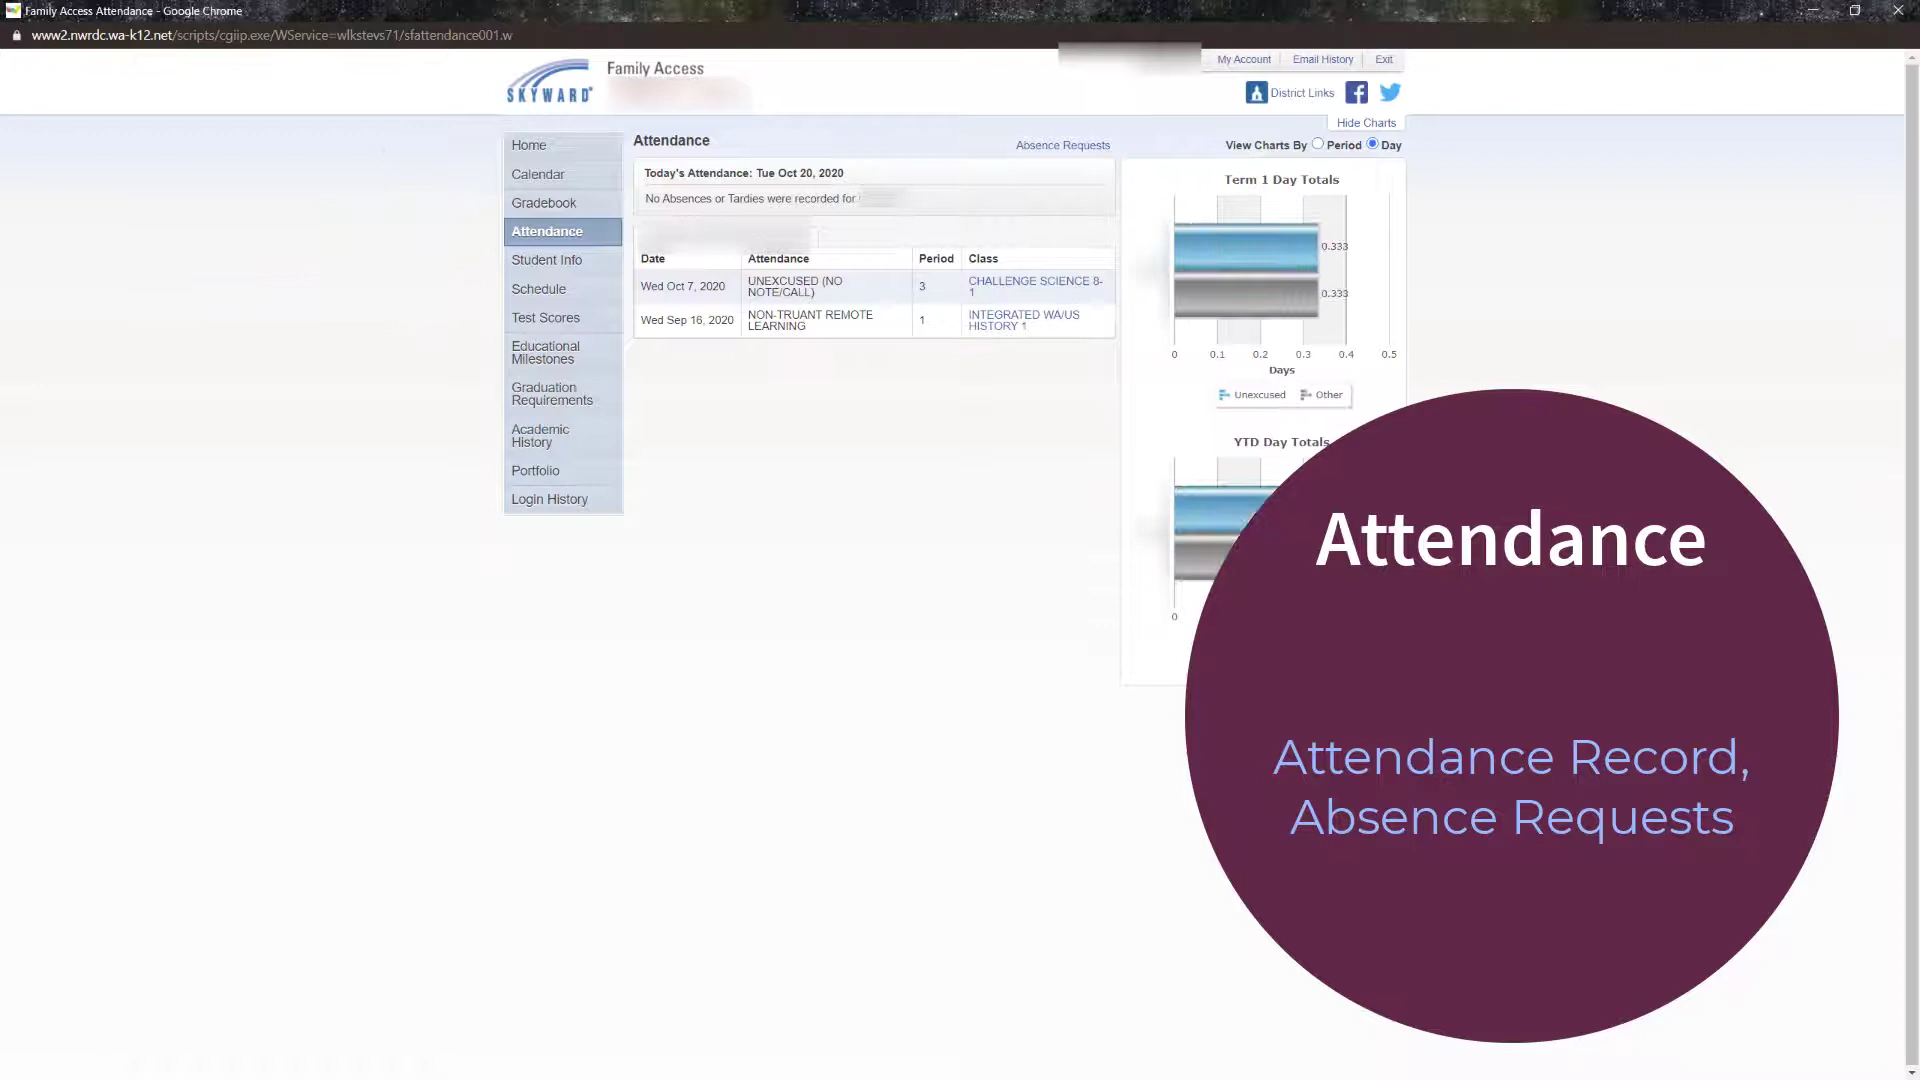 Family Access Attendance - Google Chrome
www2.nwrdc.wa-k12.net/scripts/cgiip.exe/WService=wlkstevs71/sfattendance001.w
SKYWARD
Family Access
My Account
Email History
Exit
District Links
Hide Charts
Home
Calendar
Gradebook
Attendance
Student Info
Schedule
Test Scores
Educational
Milestones
Graduation
Requirements
Academic
History
Portfolio
Login History
Attendance
Absence Requests
Today's Attendance: Tue Oct 20, 2020
No Absences or Tardies were recorded for
Date Attendance Period Class
Wed Oct 7, 2020 UNEXCUSED (NO NOTE/CALL) 3 CHALLENGE SCIENCE 8-1
Wed Sep 16, 2020 NON-TRUANT REMOTE LEARNING 1 INTEGRATED WA/US HISTORY 1
View Charts By Period Day
Term 1 Day Totals
0.333
0.333
0 0.1 0.2 0.3 0.4 0.5
Days
Unexcused Other
YTD Day Totals
0
Attendance
Attendance Record,
Absence Requests